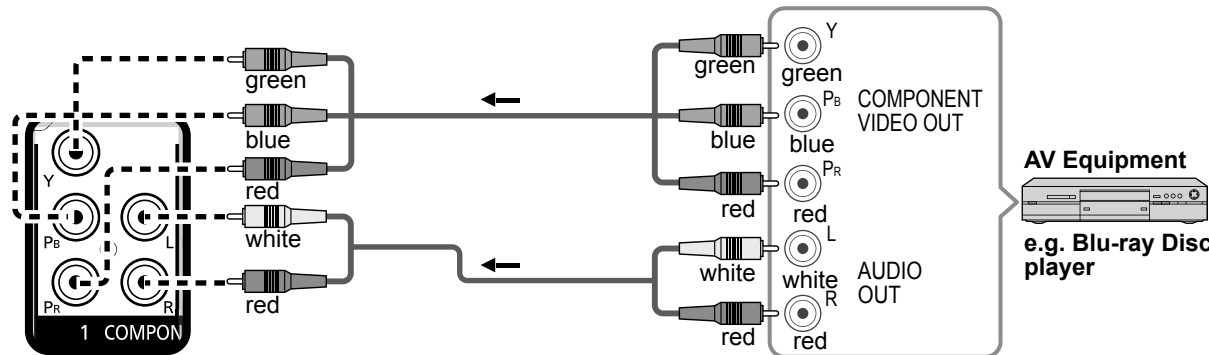 green
blue
red
white
red
Y
PB
L
PR
R
1 COMPON
green
blue
red
white
red
Y
green
PB
blue
PR
red
L
white
R
red
COMPONENT
VIDEO OUT
AUDIO
OUT
AV Equipment
e.g. Blu-ray Disc
player